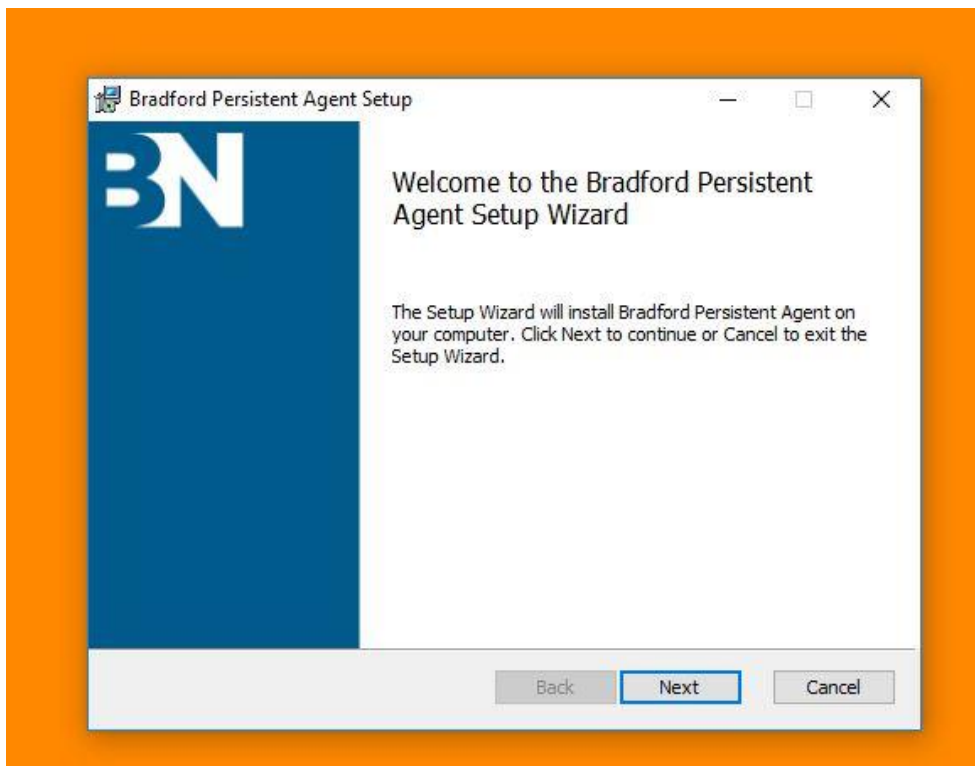 Bradford Persistent Agent Setup
BN
Welcome to the Bradford Persistent
Agent Setup Wizard
The Setup Wizard will install Bradford Persistent Agent on
your computer. Click Next to continue or Cancel to exit the
Setup Wizard.
Back
Next
Cancel